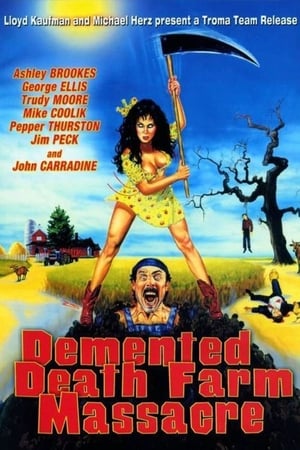 Lloyd Kaufman and Michael Herz present a Troma Team Release
Ashley BROOKES
George ELLIS
Trudy MOORE
Mike COOLIK
Pepper THURSTON
Jim PECK
and
John CARRADINE
Demented
Death Farm
Massacre